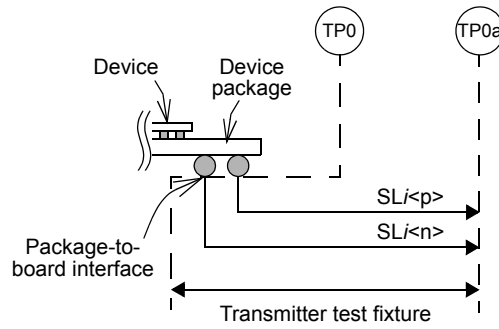 TP0
TP0a
Device
Device
package
SLi<p>
SLi<n>
Package-to-
board interface
Transmitter test fixture